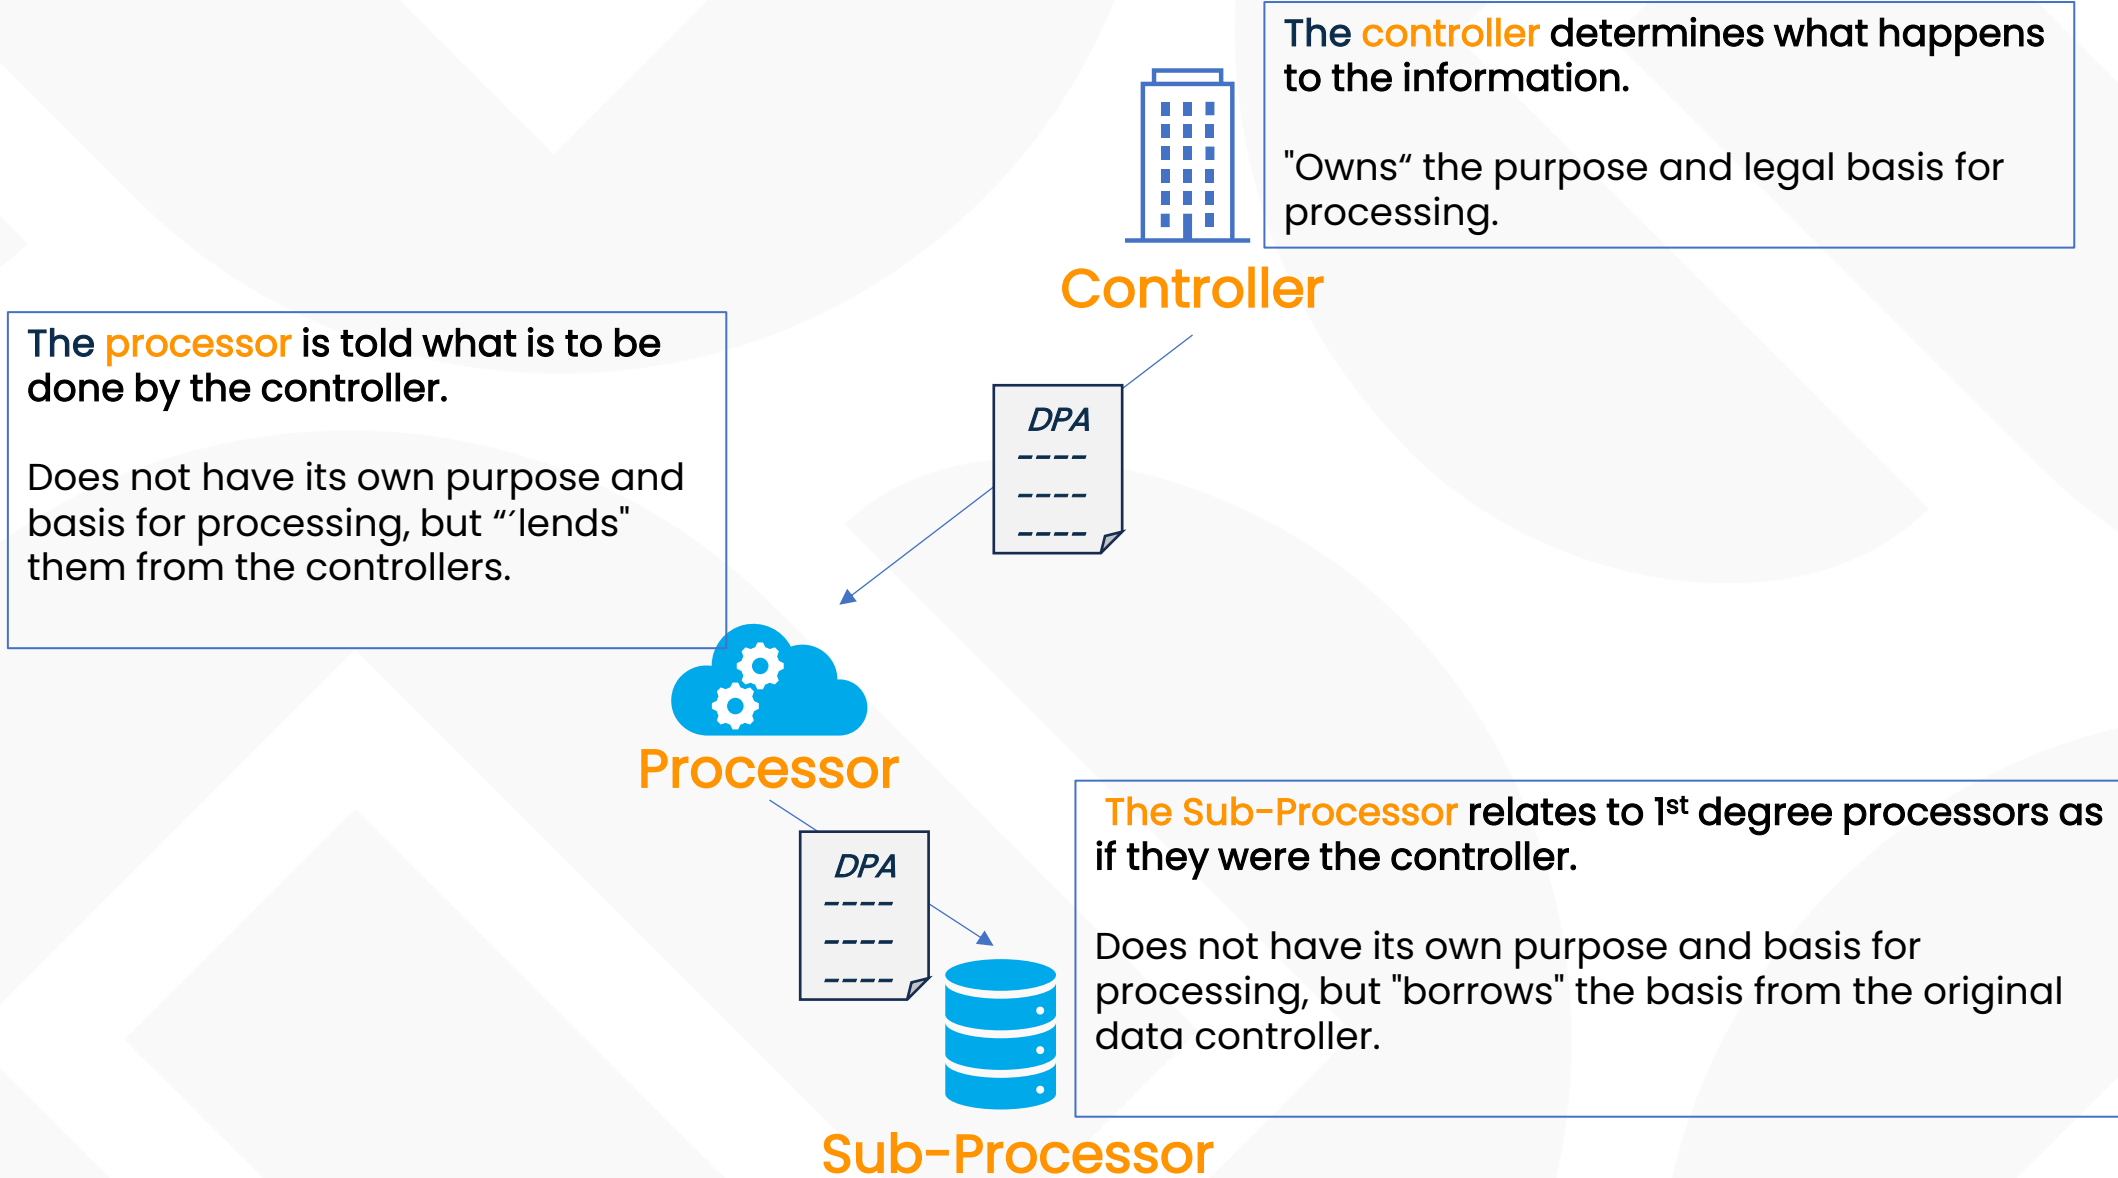 The controller determines what happens
to the information.
"Owns“ the purpose and legal basis for
processing.
Controller
The processor is told what is to be
done by the controller.
Does not have its own purpose and
basis for processing, but “´lends"
them from the controllers.
DPA
----
----
----
Processor
The Sub-Processor relates to 1st degree processors as
if they were the controller.
Does not have its own purpose and basis for
processing, but "borrows" the basis from the original
data controller.
DPA
----
----
----
Sub-Processor